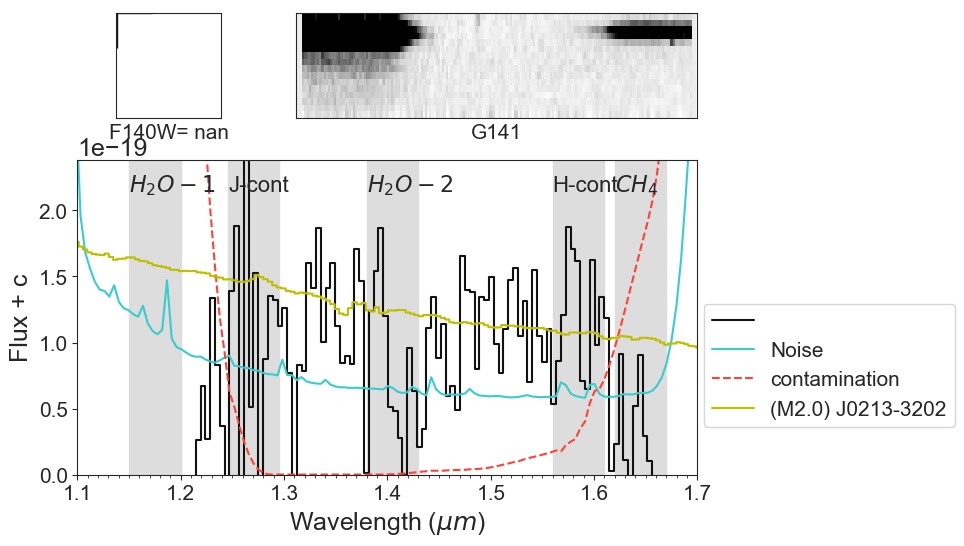 F140W= nan
G141
1e−19
H₂O − 1 J-cont H₂O − 2 H-cont CH₄
2.0
1.5
1.0
0.5
0.0
Flux + c
1.1 1.2 1.3 1.4 1.5 1.6 1.7
Wavelength (μm)
Noise
contamination
(M2.0) J0213-3202